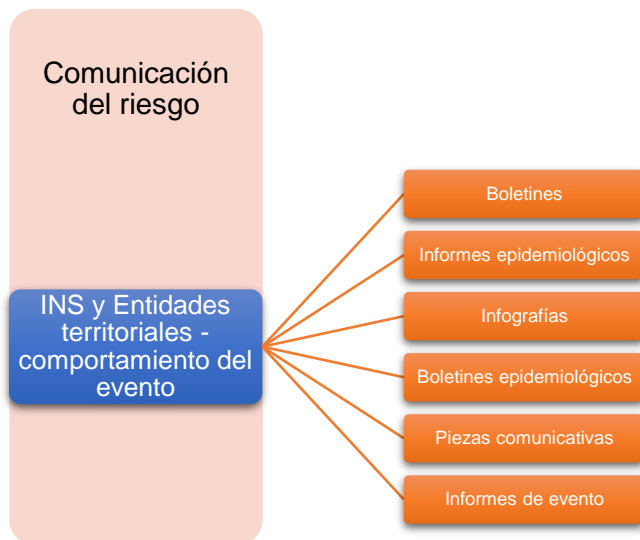 Comunicación
del riesgo
INS y Entidades
territoriales -
comportamiento del
evento
Boletines
Informes epidemiológicos
Infografías
Boletines epidemiológicos
Piezas comunicativas
Informes de evento